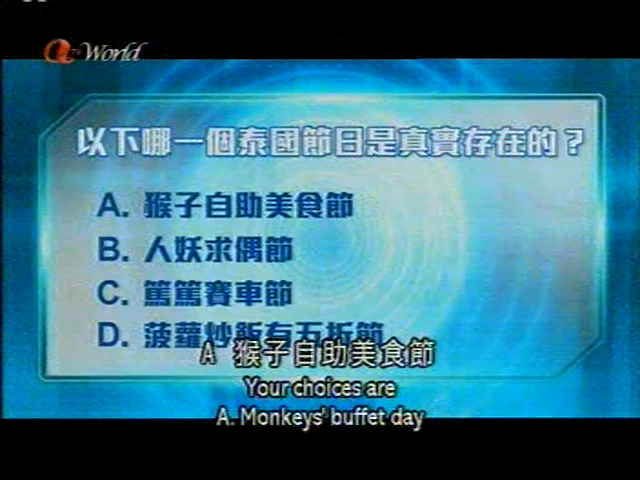 ATV World
以下哪一個泰國節日是真實存在的？
A. 猴子自助美食節
B. 人妖求偶節
C. 篤篤賽車節
D. 菠蘿炒飯有五折節
A 猴子自助美食節
Your choices are
A. Monkeys' buffet day